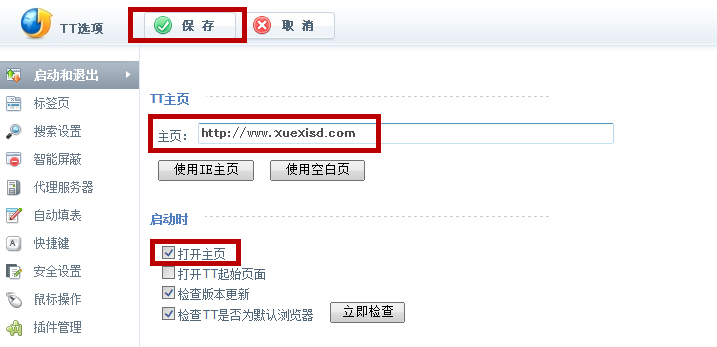 TT选项
保 存
取 消
启动和退出
标签页
搜索设置
智能屏蔽
代理服务器
自动填表
快捷键
安全设置
鼠标操作
插件管理
TT主页
主页： http://www.xueXisd.com
使用IE主页
使用空白页
启动时
打开主页
打开TT起始页面
检查版本更新
检查TT是否为默认浏览器
立即检查